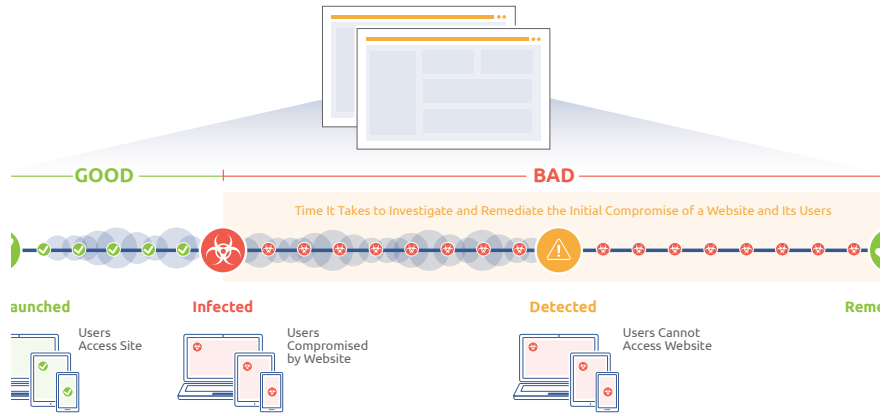 GOOD
BAD
Time It Takes to Investigate and Remediate the Initial Compromise of a Website and Its Users
aunched
Infected
Detected
Reme
Users
Access Site
Users
Compromised
by Website
Users Cannot
Access Website